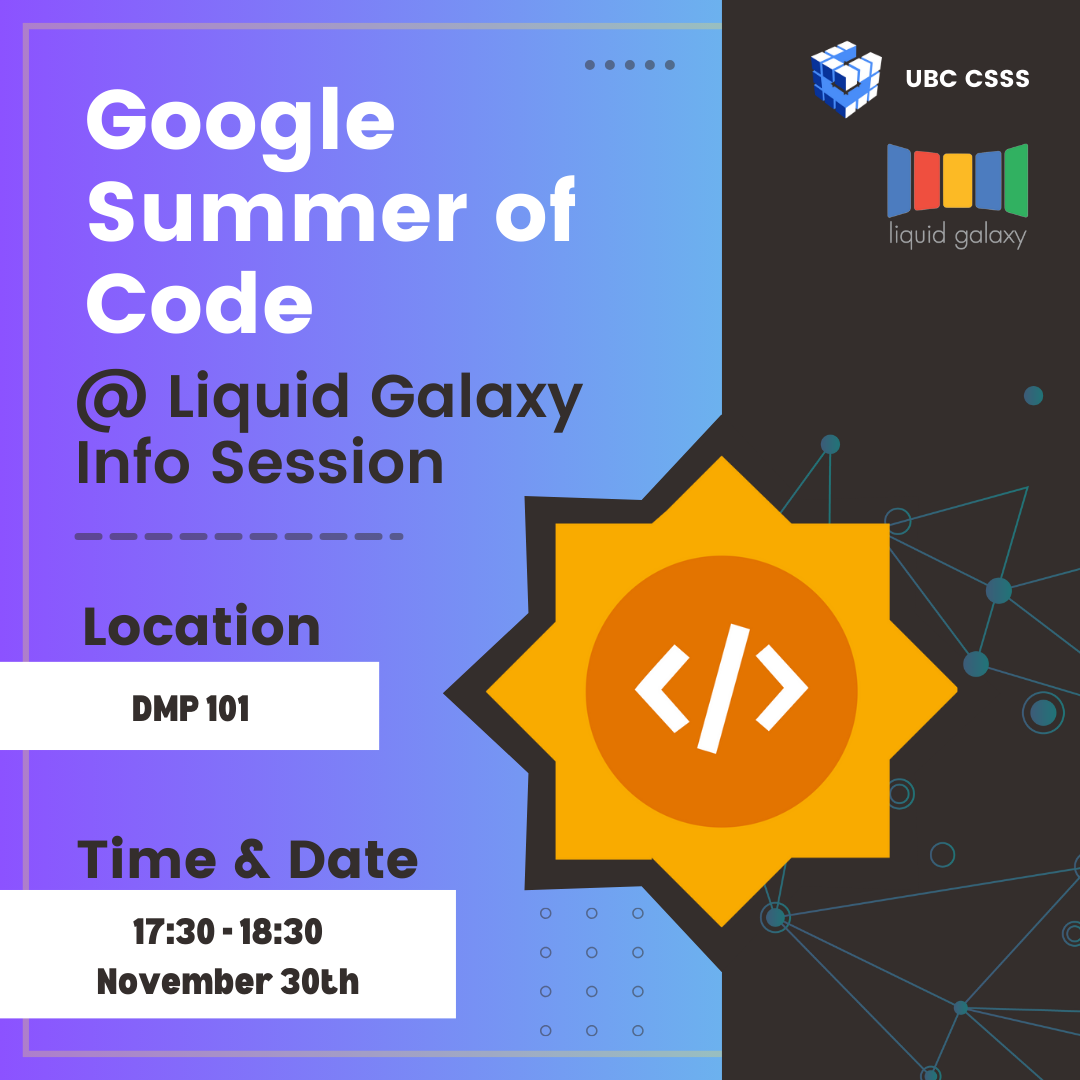 Google
Summer of
Code
@ Liquid Galaxy
Info Session
Location
DMP 101
Time & Date
17:30 - 18:30
November 30th
UBC CSSS
liquid galaxy
</>